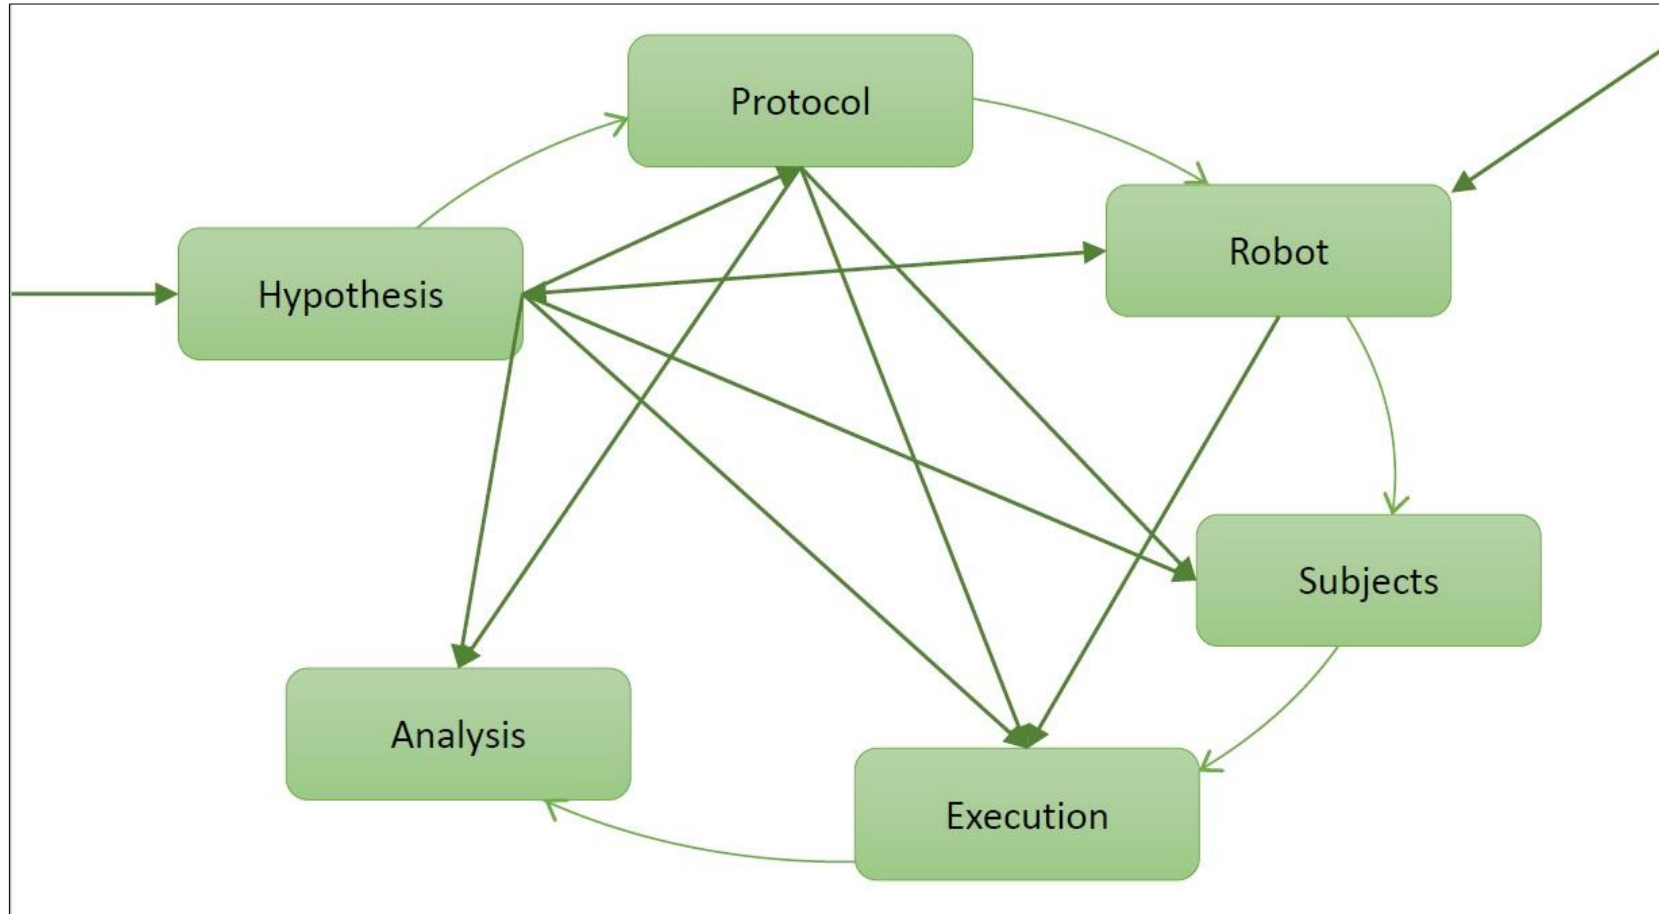 Protocol
Robot
Hypothesis
Subjects
Analysis
Execution